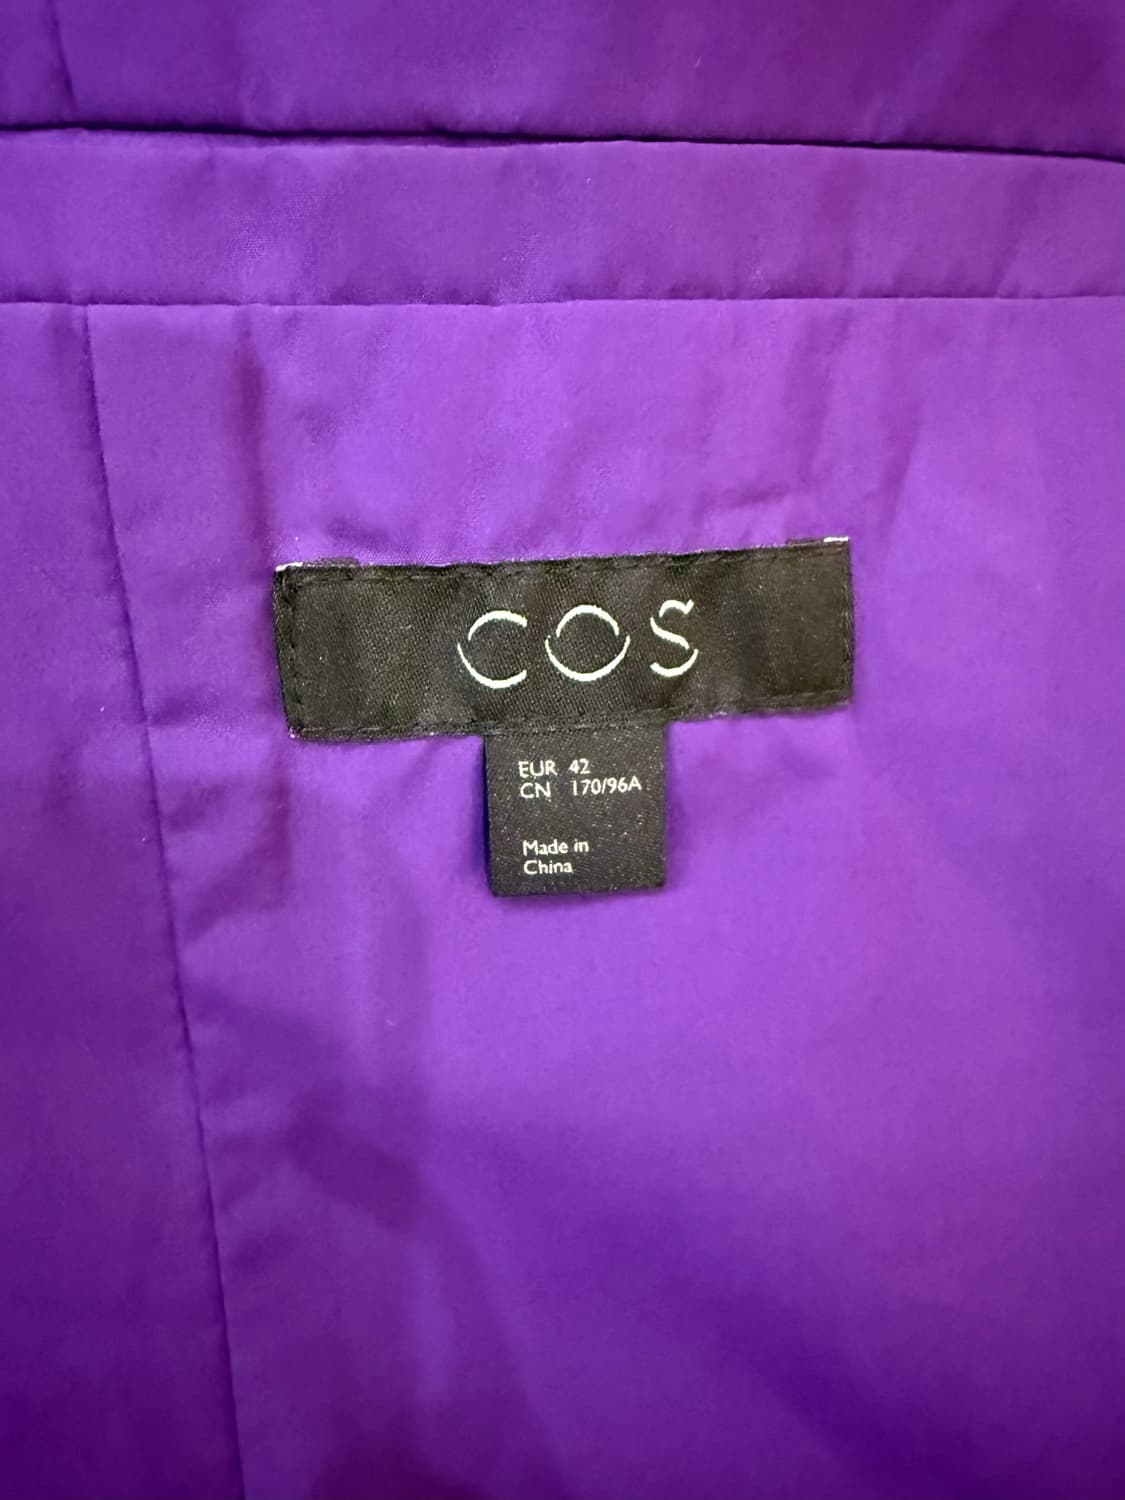 COS
EUR 42
CN 170/96A
Made in
China